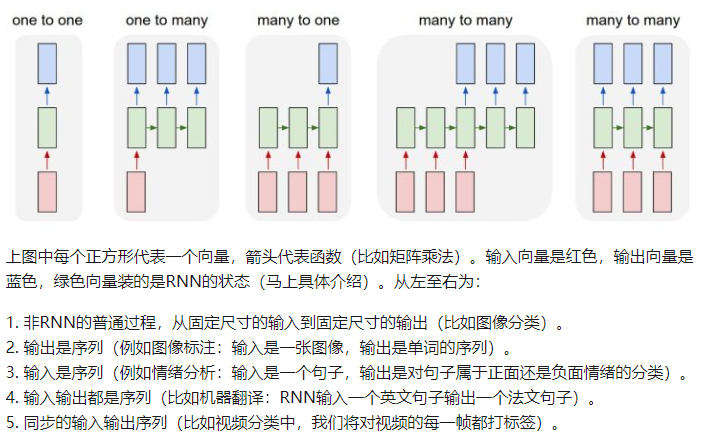 one to one one to many many to one many to many many to many
上图中每个正方形代表一个向量，箭头代表函数（比如矩阵乘法）。输入向量是红色，输出向量是
蓝色，绿色向量装的是RNN的状态（马上具体介绍）。从左至右为：
1. 非RNN的普通过程，从固定尺寸的输入到固定尺寸的输出（比如图像分类）。
2. 输出是序列（例如图像标注：输入是一张图像，输出是单词的序列）。
3. 输入是序列（例如情绪分析：输入是一个句子，输出是对句子属于正面还是负面情绪的分类）。
4. 输入输出都是序列（比如机器翻译：RNN输入一个英文句子输出一个法文句子）。
5. 同步的输入输出序列（比如视频分类中，我们将对视频的每一帧都打标签）。